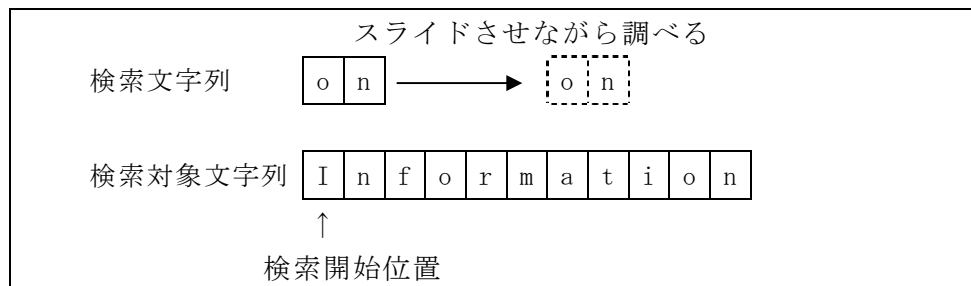 スライドさせながら調べる
検索文字列 o n o n
検索対象文字列 I n f o r m a t i o n
↑
検索開始位置